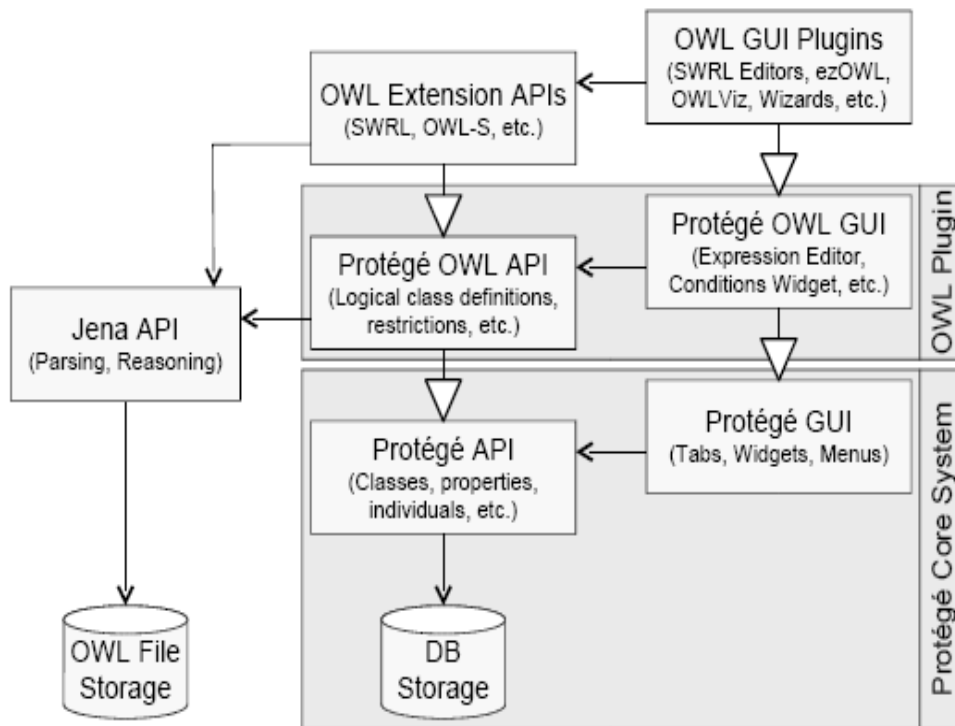 OWL GUI Plugins
(SWRL Editors, ezOWL,
OWLViz, Wizards, etc.)
OWL Extension APIs
(SWRL, OWL-S, etc.)
OWL Plugin
Protégé OWL GUI
(Expression Editor,
Conditions Widget, etc.)
Protégé OWL API
(Logical class definitions,
restrictions, etc.)
Jena API
(Parsing, Reasoning)
Protégé Core System
Protégé GUI
(Tabs, Widgets, Menus)
Protégé API
(Classes, properties,
individuals, etc.)
OWL File
Storage
DB
Storage